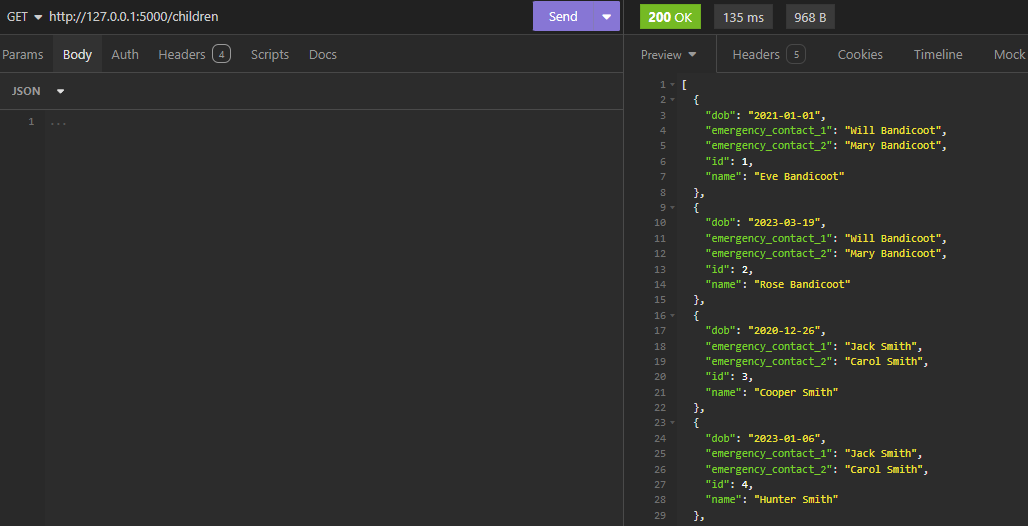 GET http://127.0.0.1:5000/children Send 200 OK 135 ms 968 B
Params Body Auth Headers 4 Scripts Docs
JSON
1 ...
Preview Headers 5 Cookies Timeline Mock
1 [
2 {
3 "dob": "2021-01-01",
4 "emergency_contact_1": "Will Bandicoot",
5 "emergency_contact_2": "Mary Bandicoot",
6 "id": 1,
7 "name": "Eve Bandicoot"
8 },
9 {
10 "dob": "2023-03-19",
11 "emergency_contact_1": "Will Bandicoot",
12 "emergency_contact_2": "Mary Bandicoot",
13 "id": 2,
14 "name": "Rose Bandicoot"
15 },
16 {
17 "dob": "2020-12-26",
18 "emergency_contact_1": "Jack Smith",
19 "emergency_contact_2": "Carol Smith",
20 "id": 3,
21 "name": "Cooper Smith"
22 },
23 {
24 "dob": "2023-01-06",
25 "emergency_contact_1": "Jack Smith",
26 "emergency_contact_2": "Carol Smith",
27 "id": 4,
28 "name": "Hunter Smith"
29 },